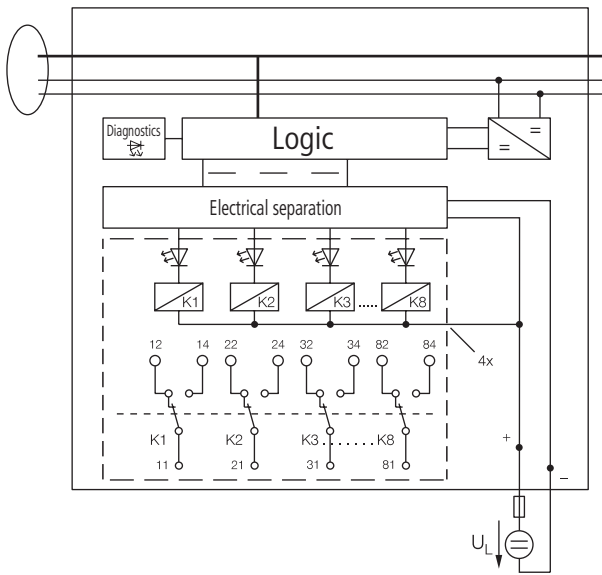 Diagnostics
Logic
=
=
Electrical separation
K1 K2 K3 ..... K8
12 14 22 24 32 34 82 84
4x
K1 K2 K3 ........ K8
+
11 21 31 81
–
UL